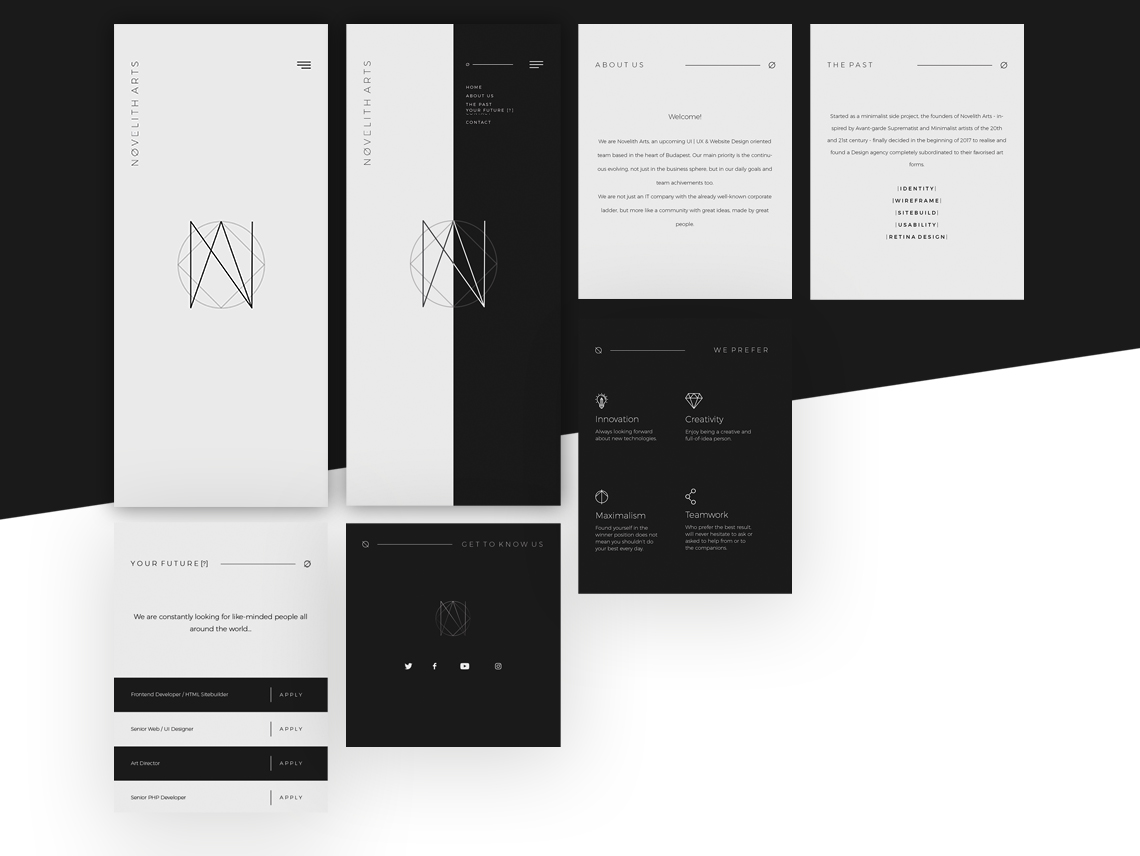 NØVELITH ARTS
NØVELITH ARTS
HOME
ABOUT US
THE PAST
YOUR FUTURE [?]
CONTACT
ABOUT US
Welcome!
We are Novelith Arts, an upcoming UI | UX & Website Design oriented
team based in the heart of Budapest. Our main priority is the continu-
ous evolving, not just in the business sphere, but in our daily goals and
team achivements too.
We are not just an IT company with the already well-known corporate
ladder, but more like a community with great ideas, made by great
people.
THE PAST
Started as a minimalist side project, the founders of Novelith Arts - in-
spired by Avant-garde Suprematist and Minimalist artists of the 20th
and 21st century - finally decided in the beginning of 2017 to realise and
found a Design agency completely subordinated to their favorised art
forms.
|IDENTITY|
|WIREFRAME|
|SITEBUILD|
|USABILITY|
|RETINA DESIGN|
WE PREFER
Innovation
Always looking forward
about new technologies
Creativity
Enjoy being a creative and
full-of-idea person.
Maximalism
Found yourself in the
winner position does not
mean you shouldn't do
your best every day
Teamwork
Who prefer the best result,
will never hesitate to ask or
asked to help from or to
the comparsions.
YOUR FUTURE [?]
We are constantly looking for like-minded people all
around the world...
Frontend Developer / HTML Sitebuilder
APPLY
Senior Web / UI Designer
APPLY
Art Director
APPLY
Senior PHP Developer
APPLY
GET TO KNOW US